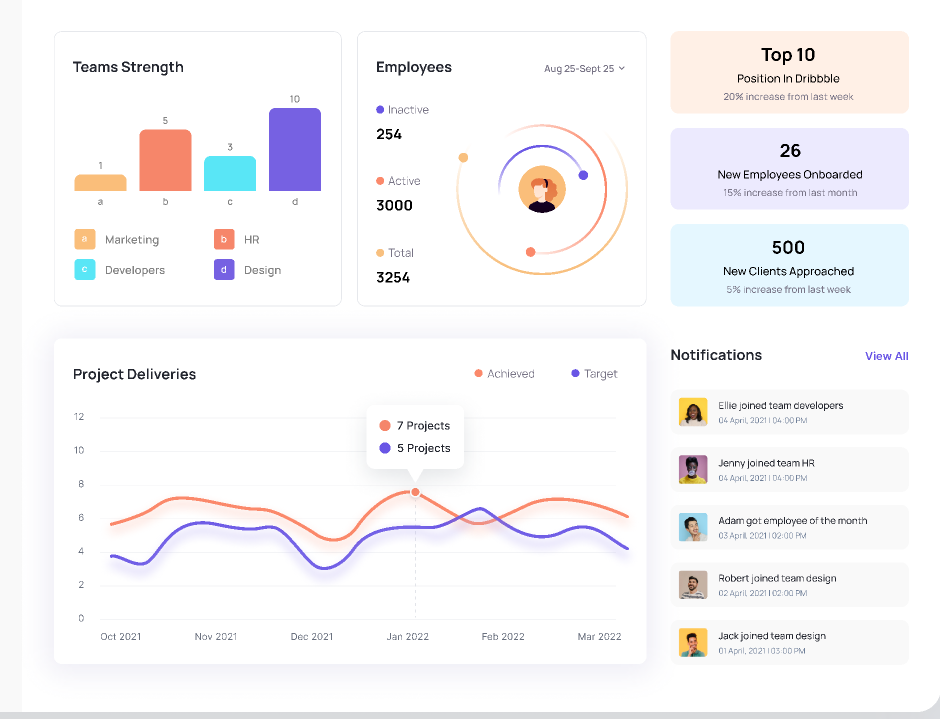 Teams Strength
10
5
3
1
a b c d
a Marketing
b HR
c Developers
d Design
Employees
Aug 25-Sept 25
Inactive
254
Active
3000
Total
3254
Top 10
Position In Dribbble
20% increase from last week
26
New Employees Onboarded
15% increase from last month
500
New Clients Approached
5% increase from last week
Project Deliveries
Achieved Target
12
10
8
6
4
2
0
7 Projects
5 Projects
Oct 2021 Nov 2021 Dec 2021 Jan 2022 Feb 2022 Mar 2022
Notifications
View All
Ellie joined team developers
04 April, 2021 | 04:00 PM
Jenny joined team HR
04 April, 2021 | 04:00 PM
Adam got employee of the month
03 April, 2021 | 02:00 PM
Robert joined team design
02 April, 2021 | 02:00 PM
Jack joined team design
01 April, 2021 | 03:00 PM